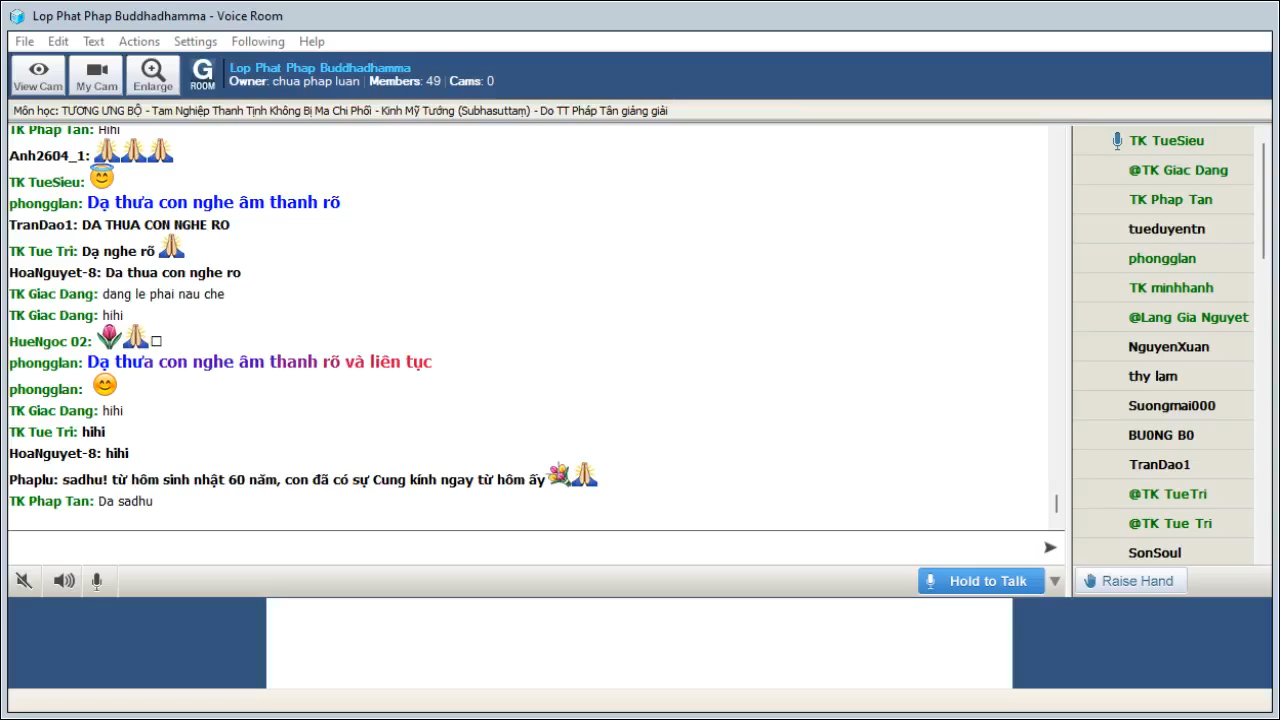 Lop Phat Phap Buddhadhamma - Voice Room
File Edit Text Actions Settings Following Help
View Cam My Cam Enlarge G ROOM
Lop Phat Phap Buddhadhamma
Owner: chua phap luan | Members: 49 | Cams: 0
Môn học: TƯƠNG ƯNG BỘ - Tam Nghiệp Thanh Tịnh Không Bị Ma Chi Phối - Kinh Mỹ Tướng (Subhasuttaṃ) - Do TT Pháp Tân giảng giải
TK Phap Tan: Hihi
Anh2604_1:
TK TueSieu:
phongglan: Dạ thưa con nghe âm thanh rõ
TranDao1: DA THUA CON NGHE RO
TK Tue Tri: Dạ nghe rõ
HoaNguyet-8: Da thua con nghe ro
TK Giac Dang: dang le phai nau che
TK Giac Dang: hihi
HueNgoc 02:
phongglan: Dạ thưa con nghe âm thanh rõ và liên tục
phongglan:
TK Giac Dang: hihi
TK Tue Tri: hihi
HoaNguyet-8: hihi
Phaplu: sadhu! từ hôm sinh nhật 60 năm, con đã có sự Cung kính ngay từ hôm ấy
TK Phap Tan: Da sadhu
TK TueSieu
@TK Giac Dang
TK Phap Tan
tueduyentn
phongglan
TK minhhanh
@Lang Gia Nguyet
NguyenXuan
thy lam
Suongmai000
BU0NG B0
TranDao1
@TK TueTri
@TK Tue Tri
SonSoul
Hold to Talk
Raise Hand